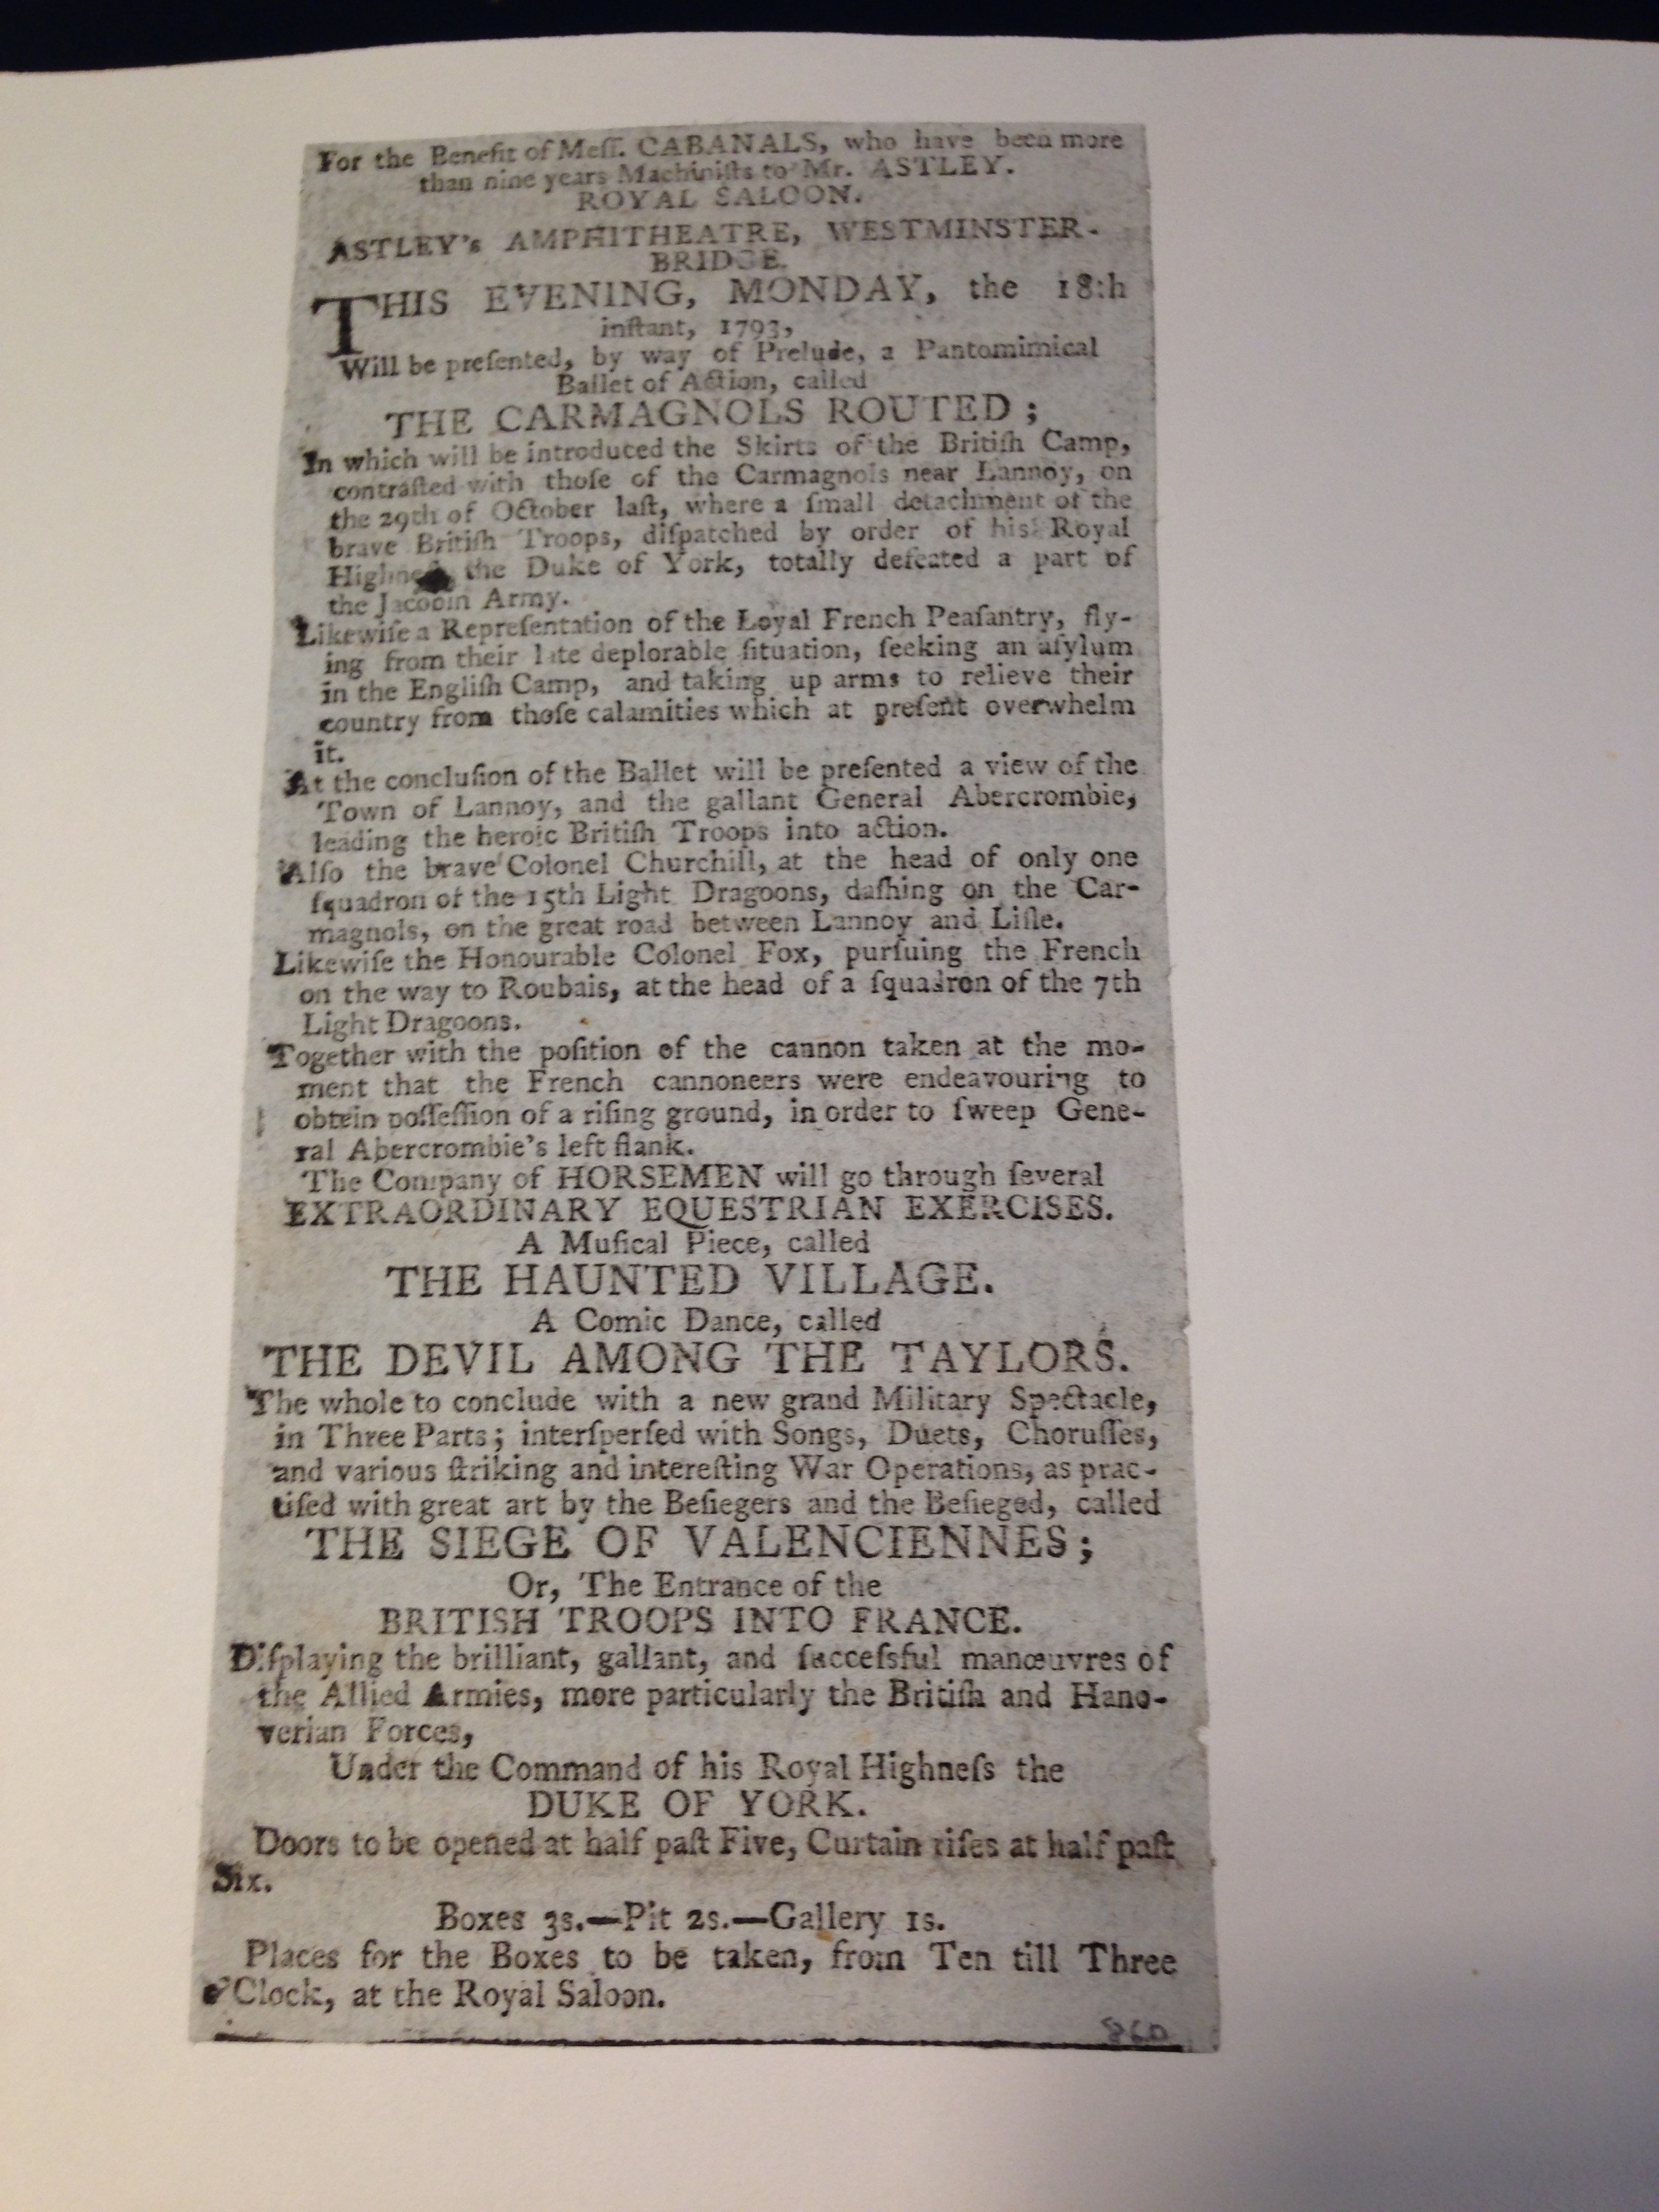 For the Benefit of Meſſ. CABANALS, who have been more
than nine years Machiniſts to Mr. ASTLEY.
ROYAL SALOON.
ASTLEY's AMPHITHEATRE, WESTMINSTER-
BRIDGE.
THIS EVENING, MONDAY, the 18th
inſtant, 1793,
Will be preſented, by way of Prelude, a Pantomimical
Ballet of Action, called
THE CARMAGNOLS ROUTED;
In which will be introduced the Skirts of the Britiſh Camp,
contraſted with thoſe of the Carmagnols near Lannoy, on
the 29th of October laſt, where a ſmall detachment of the
brave Britiſh Troops, diſpatched by order of his Royal
Highneſs the Duke of York, totally defeated a part of
the Jacobin Army.
Likewiſe a Repreſentation of the Loyal French Peaſantry, fly-
ing from their late deplorable ſituation, ſeeking an aſylum
in the Engliſh Camp, and taking up arms to relieve their
country from thoſe calamities which at preſent overwhelm
it.
At the concluſion of the Ballet will be preſented a view of the
Town of Lannoy, and the gallant General Abercrombie,
leading the heroic Britiſh Troops into action.
Alſo the brave Colonel Churchill, at the head of only one
ſquadron of the 15th Light Dragoons, daſhing on the Car-
magnols, on the great road between Lannoy and Liſle.
Likewiſe the Honourable Colonel Fox, purſuing the French
on the way to Roubais, at the head of a ſquadron of the 7th
Light Dragoons.
Together with the poſition of the cannon taken at the mo-
ment that the French cannoneers were endeavouring to
obtein poſſeſſion of a riſing ground, in order to ſweep Gene-
ral Abercrombie's left flank.
The Company of HORSEMEN will go through ſeveral
EXTRAORDINARY EQUESTRIAN EXERCISES.
A Muſical Piece, called
THE HAUNTED VILLAGE.
A Comic Dance, called
THE DEVIL AMONG THE TAYLORS.
The whole to conclude with a new grand Military Spectacle,
in Three Parts; interſperſed with Songs, Duets, Choruſſes,
and various ſtriking and intereſting War Operations, as prac-
tiſed with great art by the Beſiegers and the Beſieged, called
THE SIEGE OF VALENCIENNES;
Or, The Entrance of the
BRITISH TROOPS INTO FRANCE.
Diſplaying the brilliant, gallant, and ſucceſsful manœuvres of
the Allied Armies, more particularly the Britiſh and Hano-
verian Forces,
Under the Command of his Royal Highneſs the
DUKE OF YORK.
Doors to be opened at half paſt Five, Curtain riſes at half paſt
Six.
Boxes 3s.—Pit 2s.—Gallery 1s.
Places for the Boxes to be taken, from Ten till Three
o'Clock, at the Royal Saloon.
860